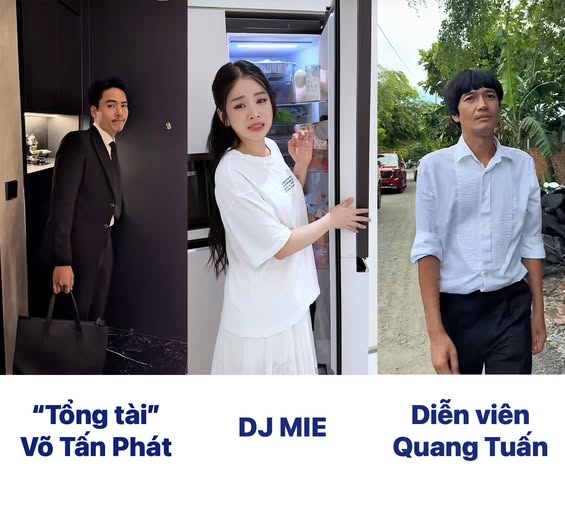 “Tổng tài”
Võ Tấn Phát
DJ MIE
Diễn viên
Quang Tuấn